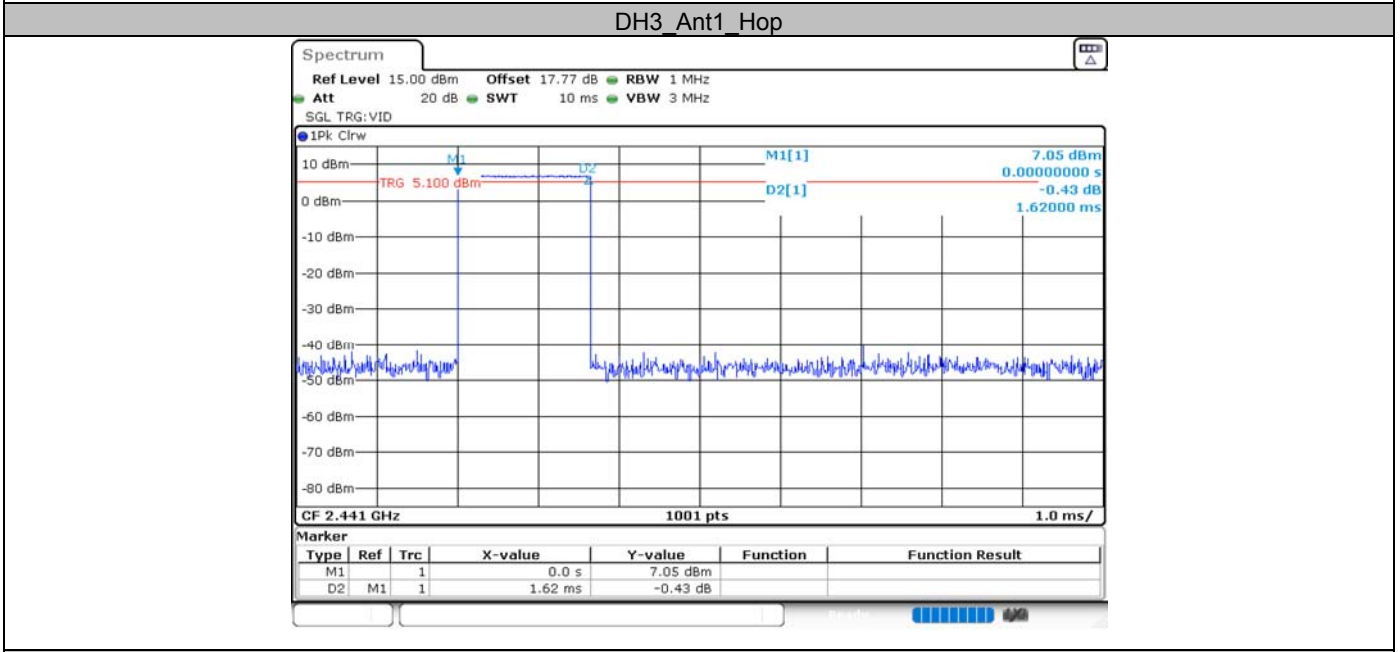 DH3_Ant1_Hop
Spectrum
Ref Level 15.00 dBm Offset 17.77 dB RBW 1 MHz
Att 20 dB SWT 10 ms VBW 3 MHz
SGL TRG:VID
1Pk Clrw
M1[1] 7.05 dBm
0.00000000 s
D2[1] -0.43 dB
1.62000 ms
M1
D2
TRG 5.100 dBm
10 dBm
0 dBm
-10 dBm
-20 dBm
-30 dBm
-40 dBm
-50 dBm
-60 dBm
-70 dBm
-80 dBm
CF 2.441 GHz 1001 pts 1.0 ms/
Marker
Type Ref Trc X-value Y-value Function Function Result
M1 1 0.0 s 7.05 dBm
D2 M1 1 1.62 ms -0.43 dB